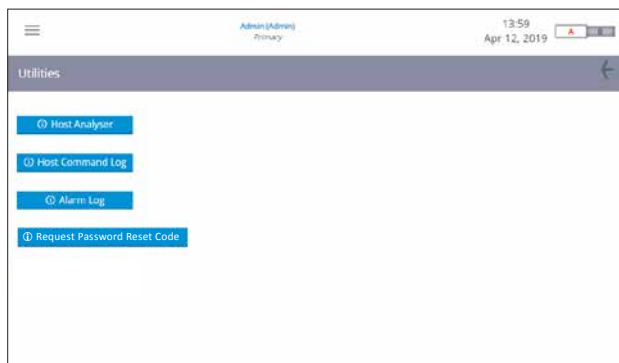 Admin (Admin)
Primary
13:59
Apr 12, 2019
A
Utilities
Host Analyser
Host Command Log
Alarm Log
Request Password Reset Code